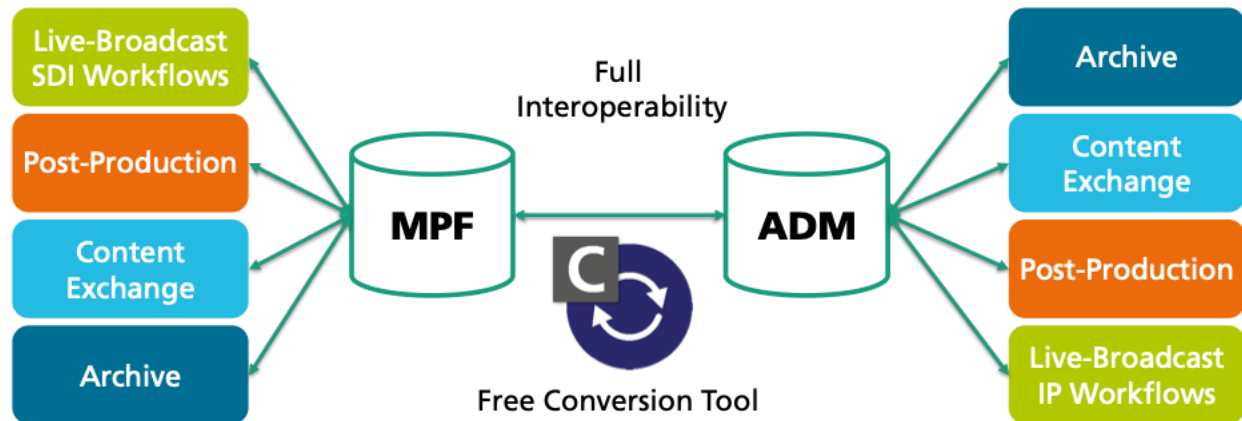 Live-Broadcast
SDI Workflows
Post-Production
Content
Exchange
Archive
Full
Interoperability
MPF
ADM
C
Free Conversion Tool
Archive
Content
Exchange
Post-Production
Live-Broadcast
IP Workflows